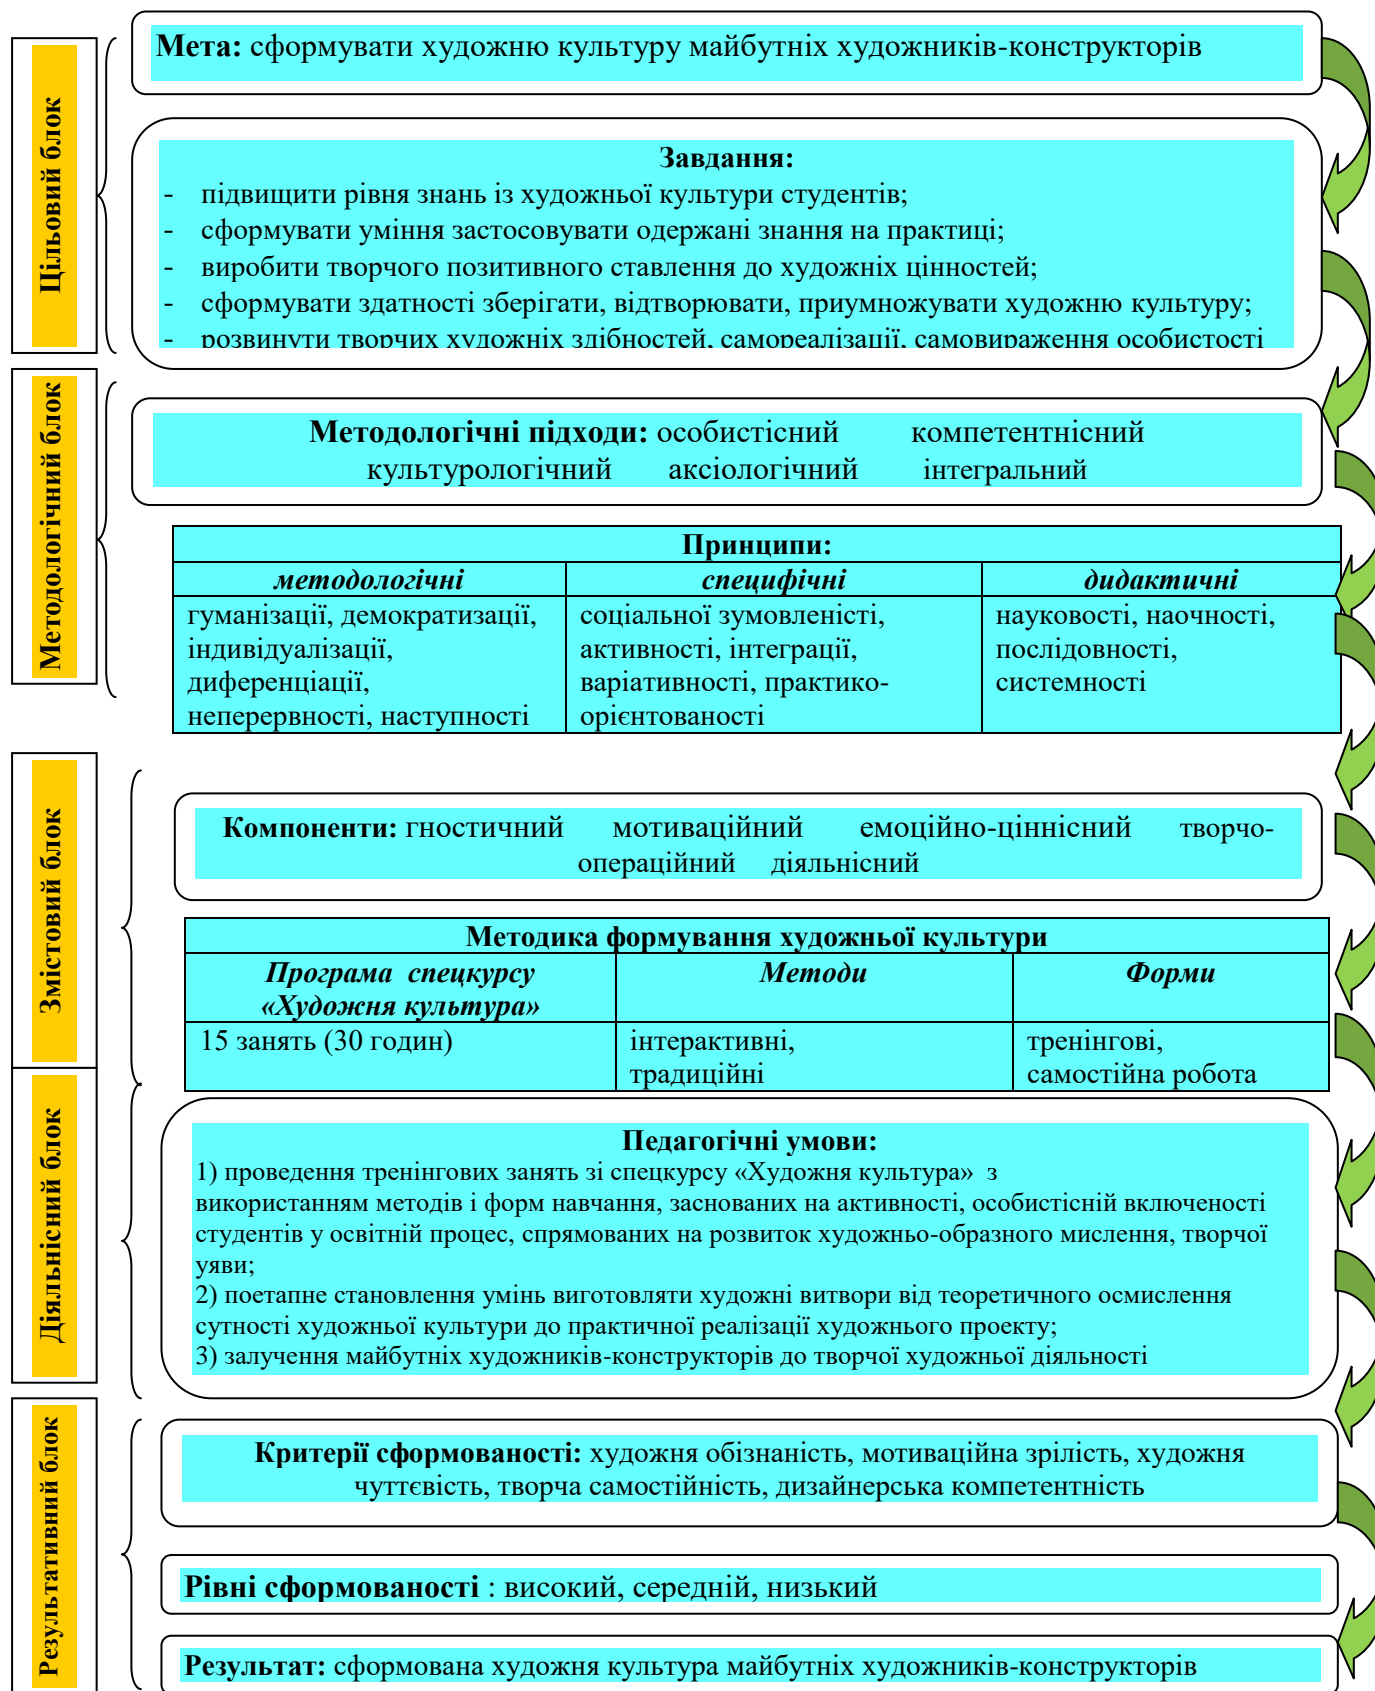 Цільовий блок
Мета: сформувати художню культуру майбутніх художників-конструкторів
Завдання:
- підвищити рівня знань із художньої культури студентів;
- сформувати уміння застосовувати одержані знання на практиці;
- виробити творчого позитивного ставлення до художніх цінностей;
- сформувати здатності зберігати, відтворювати, приумножувати художню культуру;
- розвинути творчих художніх здібностей, самореалізації, самовираження особистості
Методологічний блок
Методологічні підходи: особистісний компетентнісний
культурологічний аксіологічний інтегральний
Принципи:
методологічні специфічні дидактичні
гуманізації, демократизації, соціальної зумовленісті, науковості, наочності,
індивідуалізації, активності, інтеграції, послідовності,
диференціації, варіативності, практико- системності
неперервності, наступності орієнтованості
Змістовий блок
Компоненти: гностичний мотиваційний емоційно-ціннісний творчо-
операційний діяльнісний
Методика формування художньої культури
Програма спецкурсу Методи Форми
«Художня культура»
15 занять (30 годин) інтерактивні, тренінгові,
традиційні самостійна робота
Діяльнісний блок
Педагогічні умови:
1) проведення тренінгових занять зі спецкурсу «Художня культура» з
використанням методів і форм навчання, заснованих на активності, особистісній включеності
студентів у освітній процес, спрямованих на розвиток художньо-образного мислення, творчої
уяви;
2) поетапне становлення умінь виготовляти художні витвори від теоретичного осмислення
сутності художньої культури до практичної реалізації художнього проекту;
3) залучення майбутніх художників-конструкторів до творчої художньої діяльності
Результативний блок
Критерії сформованості: художня обізнаність, мотиваційна зрілість, художня
чуттєвість, творча самостійність, дизайнерська компетентність
Рівні сформованості : високий, середній, низький
Результат: сформована художня культура майбутніх художників-конструкторів